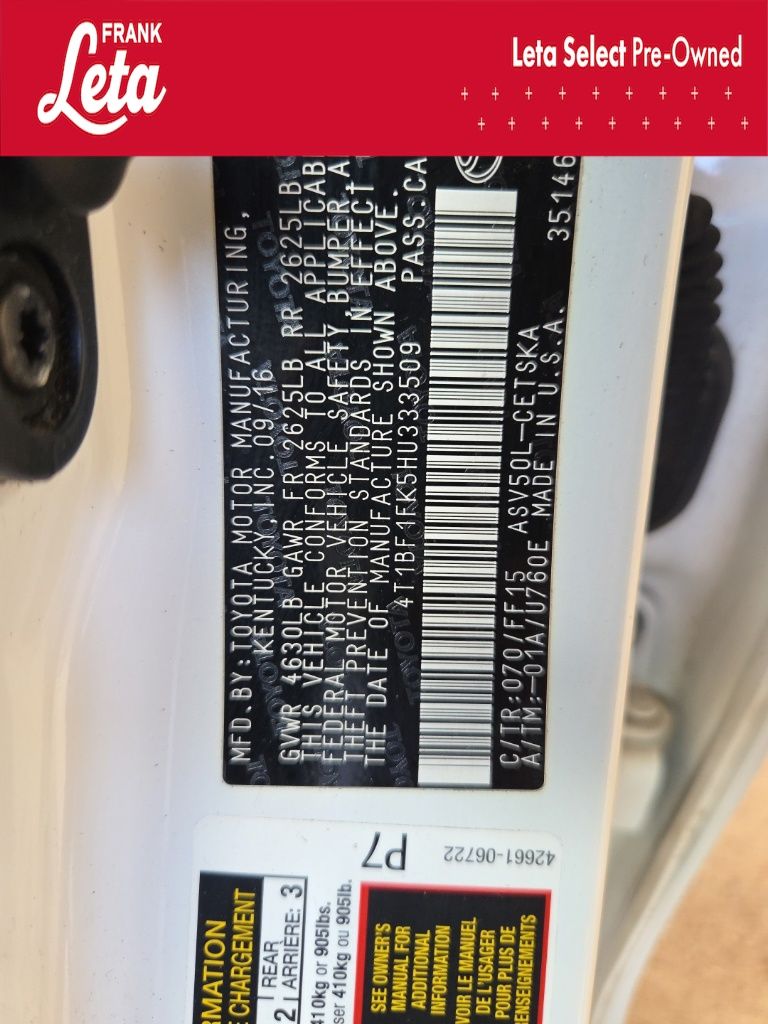 FRANK
Leta
Leta Select Pre-Owned
MFD.BY:TOYOTA MOTOR MANUFACTURING,
KENTUCKY,INC 09/16
GVWR 4630LB GAWR FR 2625LB RR 2625LB
THIS VEHICLE CONFORMS TO ALL APPLICAB
FEDERAL MOTOR VEHICLE SAFETY BUMPER,A
THEFT PREVENTION STANDARDS IN EFFECT
THE DATE OF MANUFACTURE SHOWN ABOVE.
4T1BF1FK5HU333509 PASS.CA
C/TR:070/FF15 ASV50L-CETSKA
A/TM:-01A/U760E MADE IN U.S.A. 35146
P7
42661-06722
RMATION
E CHARGEMENT
2 REAR
ARRIÈRE: 3
410kg or 905lbs.
ser 410kg ou 905lb.
SEE OWNER'S
MANUAL FOR
ADDITIONAL
INFORMATION
VOIR LE MANUEL
DE L'USAGER
POUR PLUS DE
RENSEIGNEMENTS